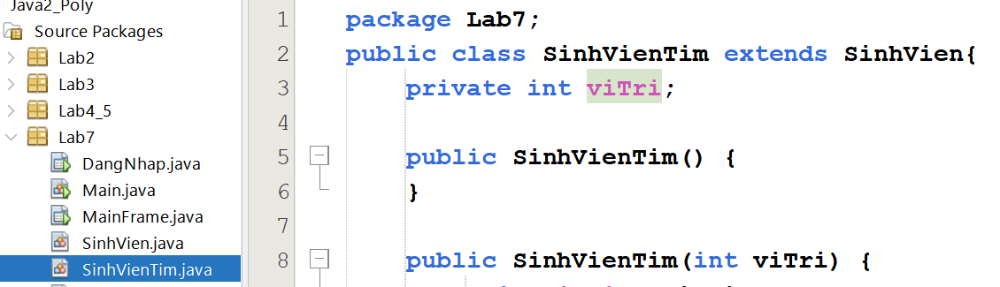 Java2_Poly
Source Packages
Lab2
Lab3
Lab4_5
Lab7
DangNhap.java
Main.java
MainFrame.java
SinhVien.java
SinhVienTim.java
1 package Lab7;
2 public class SinhVienTim extends SinhVien{
3 private int viTri;
4
5 public SinhVienTim() {
6 }
7
8 public SinhVienTim(int viTri) {